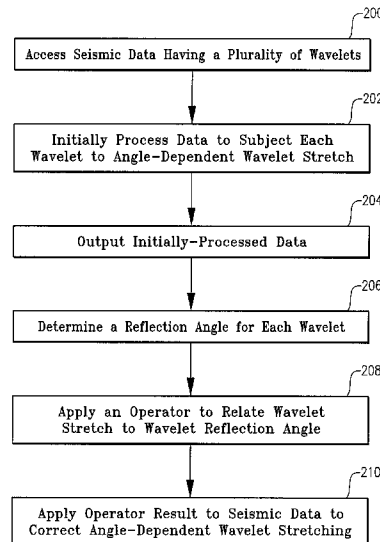 200
Access Seismic Data Having a Plurality of Wavelets
202
Initially Process Data to Subject Each
Wavelet to Angle-Dependent Wavelet Stretch
204
Output Initially-Processed Data
206
Determine a Reflection Angle for Each Wavelet
208
Apply an Operator to Relate Wavelet
Stretch to Wavelet Reflection Angle
210
Apply Operator Result to Seismic Data to
Correct Angle-Dependent Wavelet Stretching